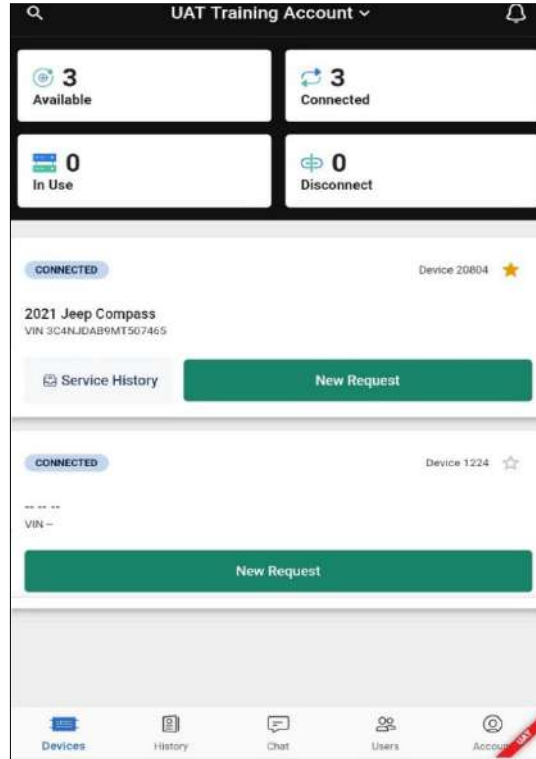 UAT Training Account
3
Available
3
Connected
0
In Use
0
Disconnect
CONNECTED
Device 20804
2021 Jeep Compass
VIN 3C4NJDAB9MT507465
Service History
New Request
CONNECTED
Device 1224
-- -- --
VIN –
New Request
Devices
History
Chat
Users
Accou
UAT